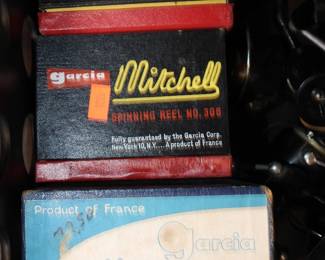 garcia
Mitchell
SPINNING REEL NO. 306
Fully guaranteed by the Garcia Corp.
New York 10, N.Y... A product of France
Product of France
garcia